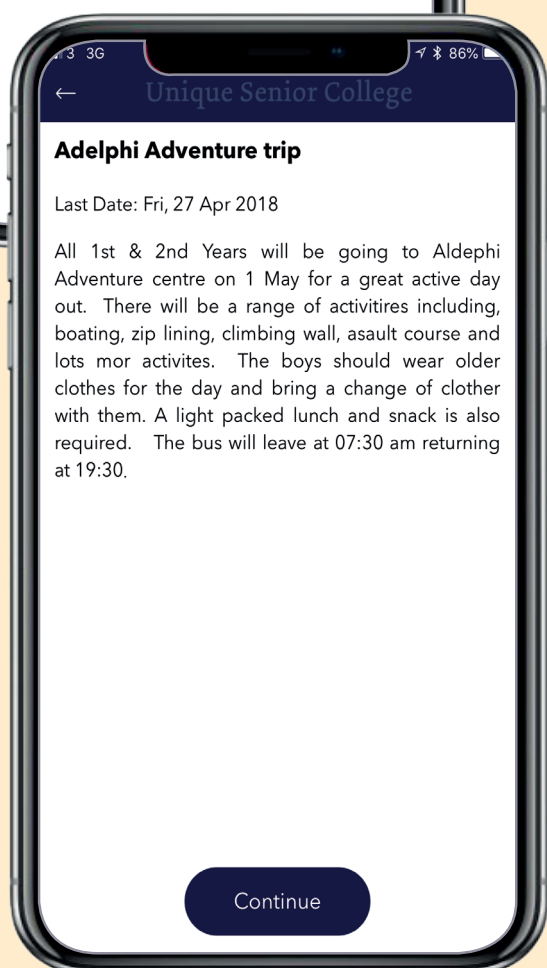 3 3G 86%
← Unique Senior College
Adelphi Adventure trip
Last Date: Fri, 27 Apr 2018
All 1st & 2nd Years will be going to Aldephi
Adventure centre on 1 May for a great active day
out. There will be a range of activitires including,
boating, zip lining, climbing wall, asault course and
lots mor activites. The boys should wear older
clothes for the day and bring a change of clother
with them. A light packed lunch and snack is also
required. The bus will leave at 07:30 am returning
at 19:30.
Continue